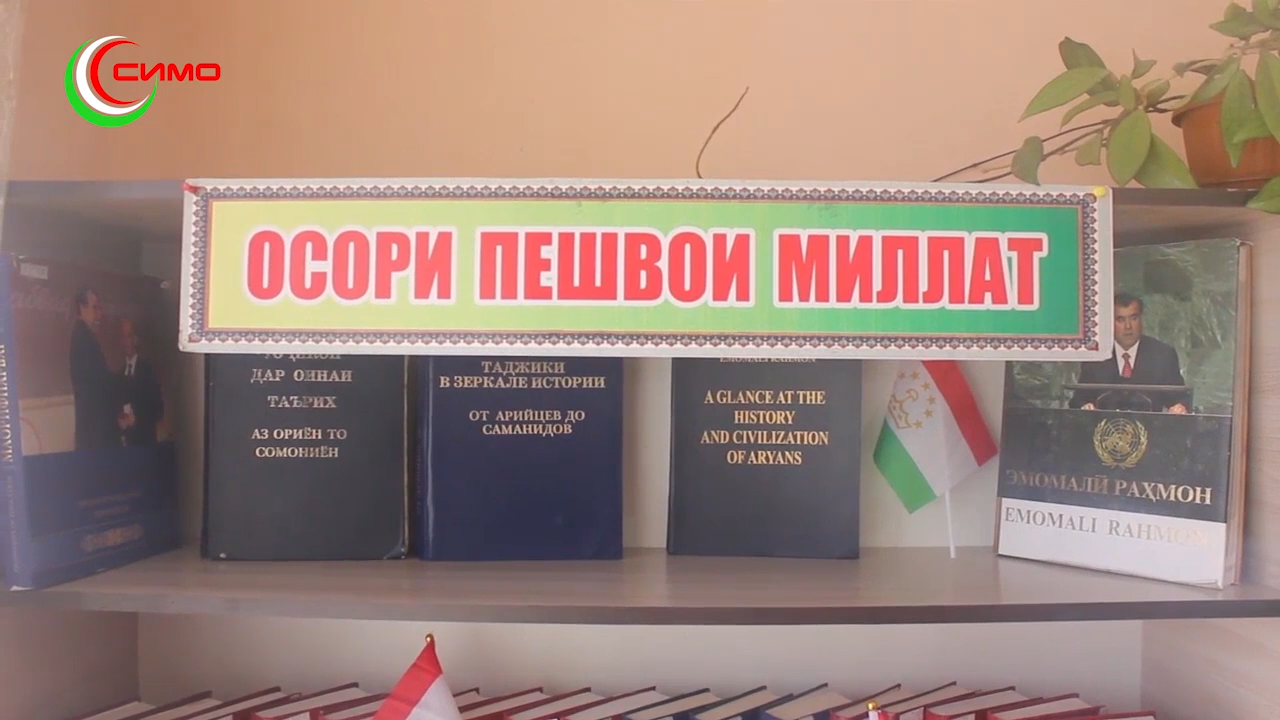 СИМО
ОСОРИ ПЕШВОИ МИЛЛАТ
ДАР ОИНАИ
ТАЪРИХ
АЗ ОРИЁН ТО
СОМОНИЁН
ТАДЖИКИ
В ЗЕРКАЛЕ ИСТОРИИ
ОТ АРИЙЦЕВ ДО
САМАНИДОВ
EMOMALI RAHMON
A GLANCE AT THE
HISTORY
AND CIVILIZATION
OF ARYANS
ЭМОМАЛӢ РАҲМОН
EMOMALI RAHMON